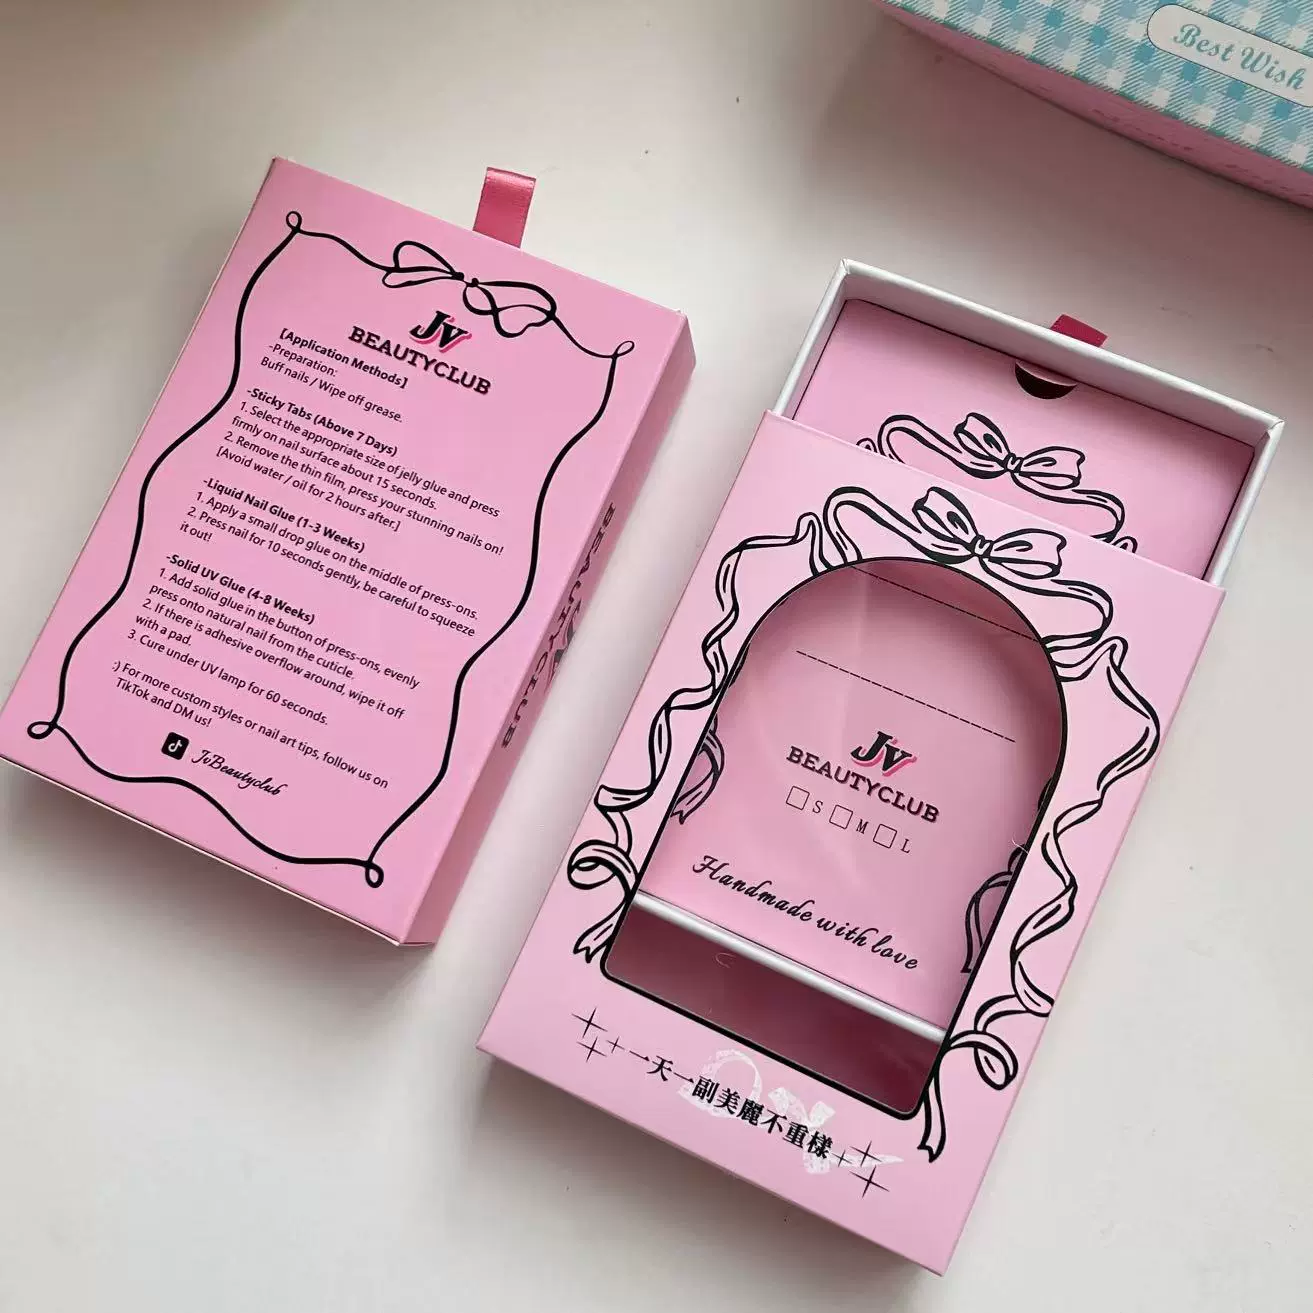 Best Wish
Jv
BEAUTYCLUB
[Application Methods]
-Preparation:
Buff nails / Wipe off grease.
-Sticky Tabs (Above 7 Days)
1. Select the appropriate size of jelly glue and press
firmly on nail surface about 15 seconds.
2. Remove the thin film, press your stunning nails on!
[Avoid water / oil for 2 hours after.]
-Liquid Nail Glue (1-3 Weeks)
1. Apply a small drop glue on the middle of press-ons.
2. Press nail for 10 seconds gently, be careful to squeeze
it out!
-Solid UV Glue (4-8 Weeks)
1. Add solid glue in the button of press-ons, evenly
press onto natural nail from the cuticle.
2. If there is adhesive overflow around, wipe it off
with a pad.
3. Cure under UV lamp for 60 seconds.
:) For more custom styles or nail art tips, follow us on
TikTok and DM us!
JvBeautyclub
BEAUTYCLUB
Jv
BEAUTYCLUB
S M L
Handmade with love
一天一副美麗不重樣